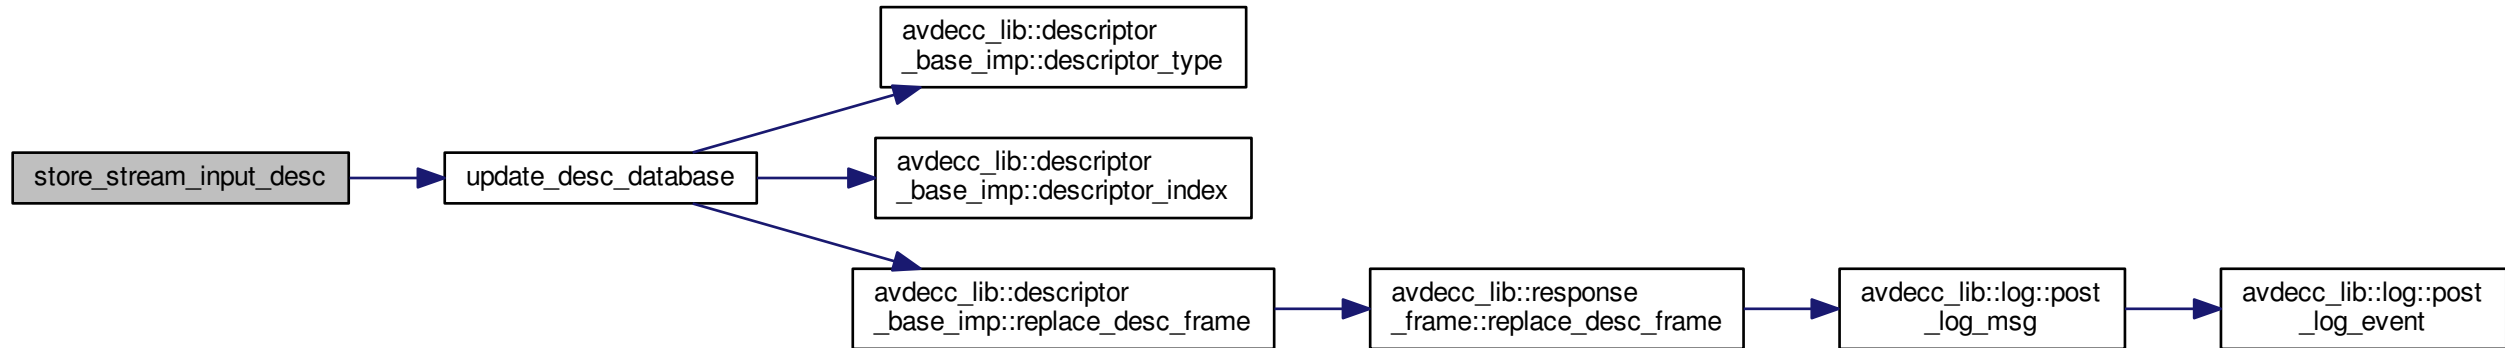 avdecc_lib::descriptor
_base_imp::descriptor_type
store_stream_input_desc
update_desc_database
avdecc_lib::descriptor
_base_imp::descriptor_index
avdecc_lib::descriptor
_base_imp::replace_desc_frame
avdecc_lib::response
_frame::replace_desc_frame
avdecc_lib::log::post
_log_msg
avdecc_lib::log::post
_log_event